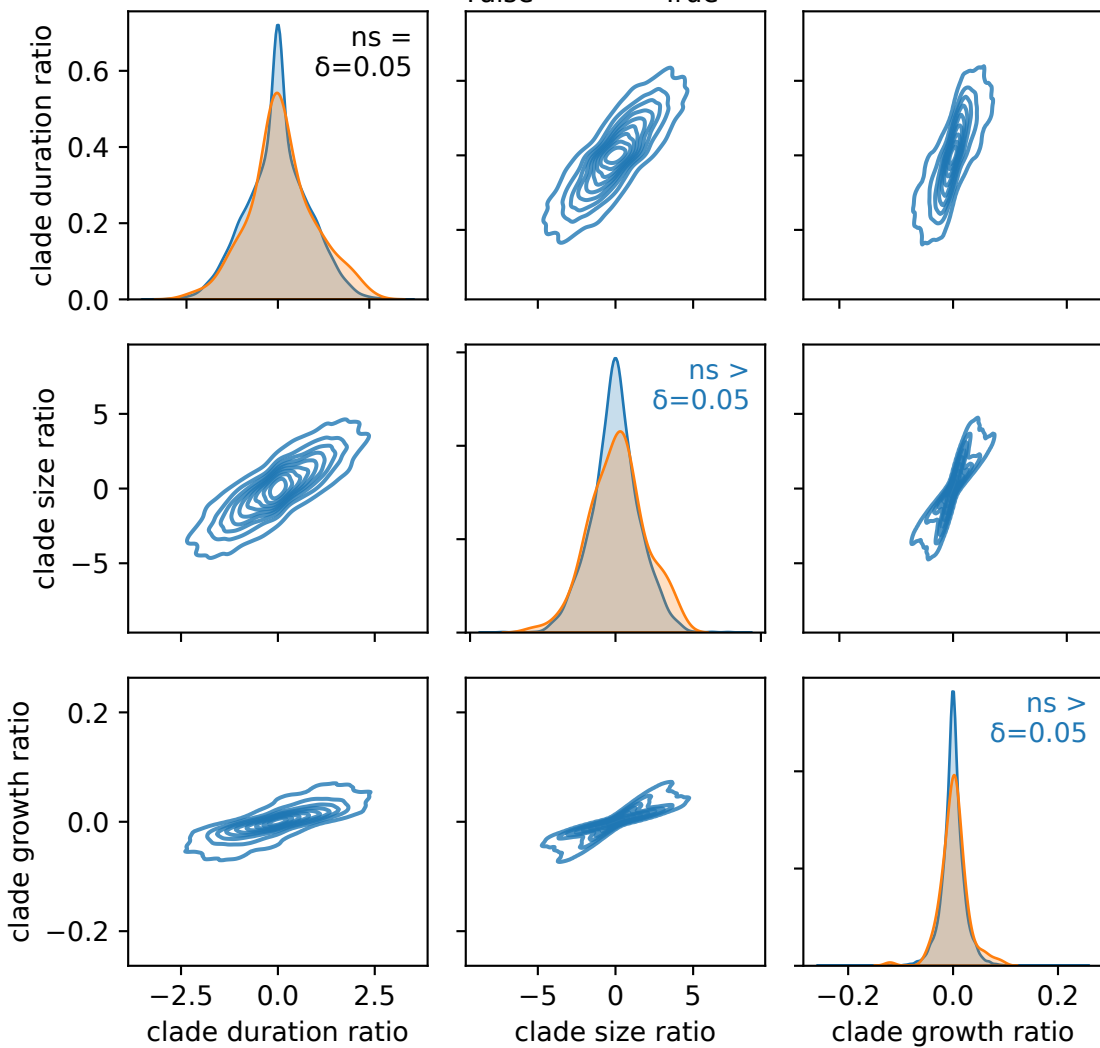 clade duration ratio
0.6
0.4
0.2
0.0
ns =
δ=0.05
clade size ratio
5
0
−5
ns >
δ=0.05
clade growth ratio
0.2
0.0
−0.2
ns >
δ=0.05
−2.5 0.0 2.5
−5 0 5
−0.2 0.0 0.2
clade duration ratio
clade size ratio
clade growth ratio